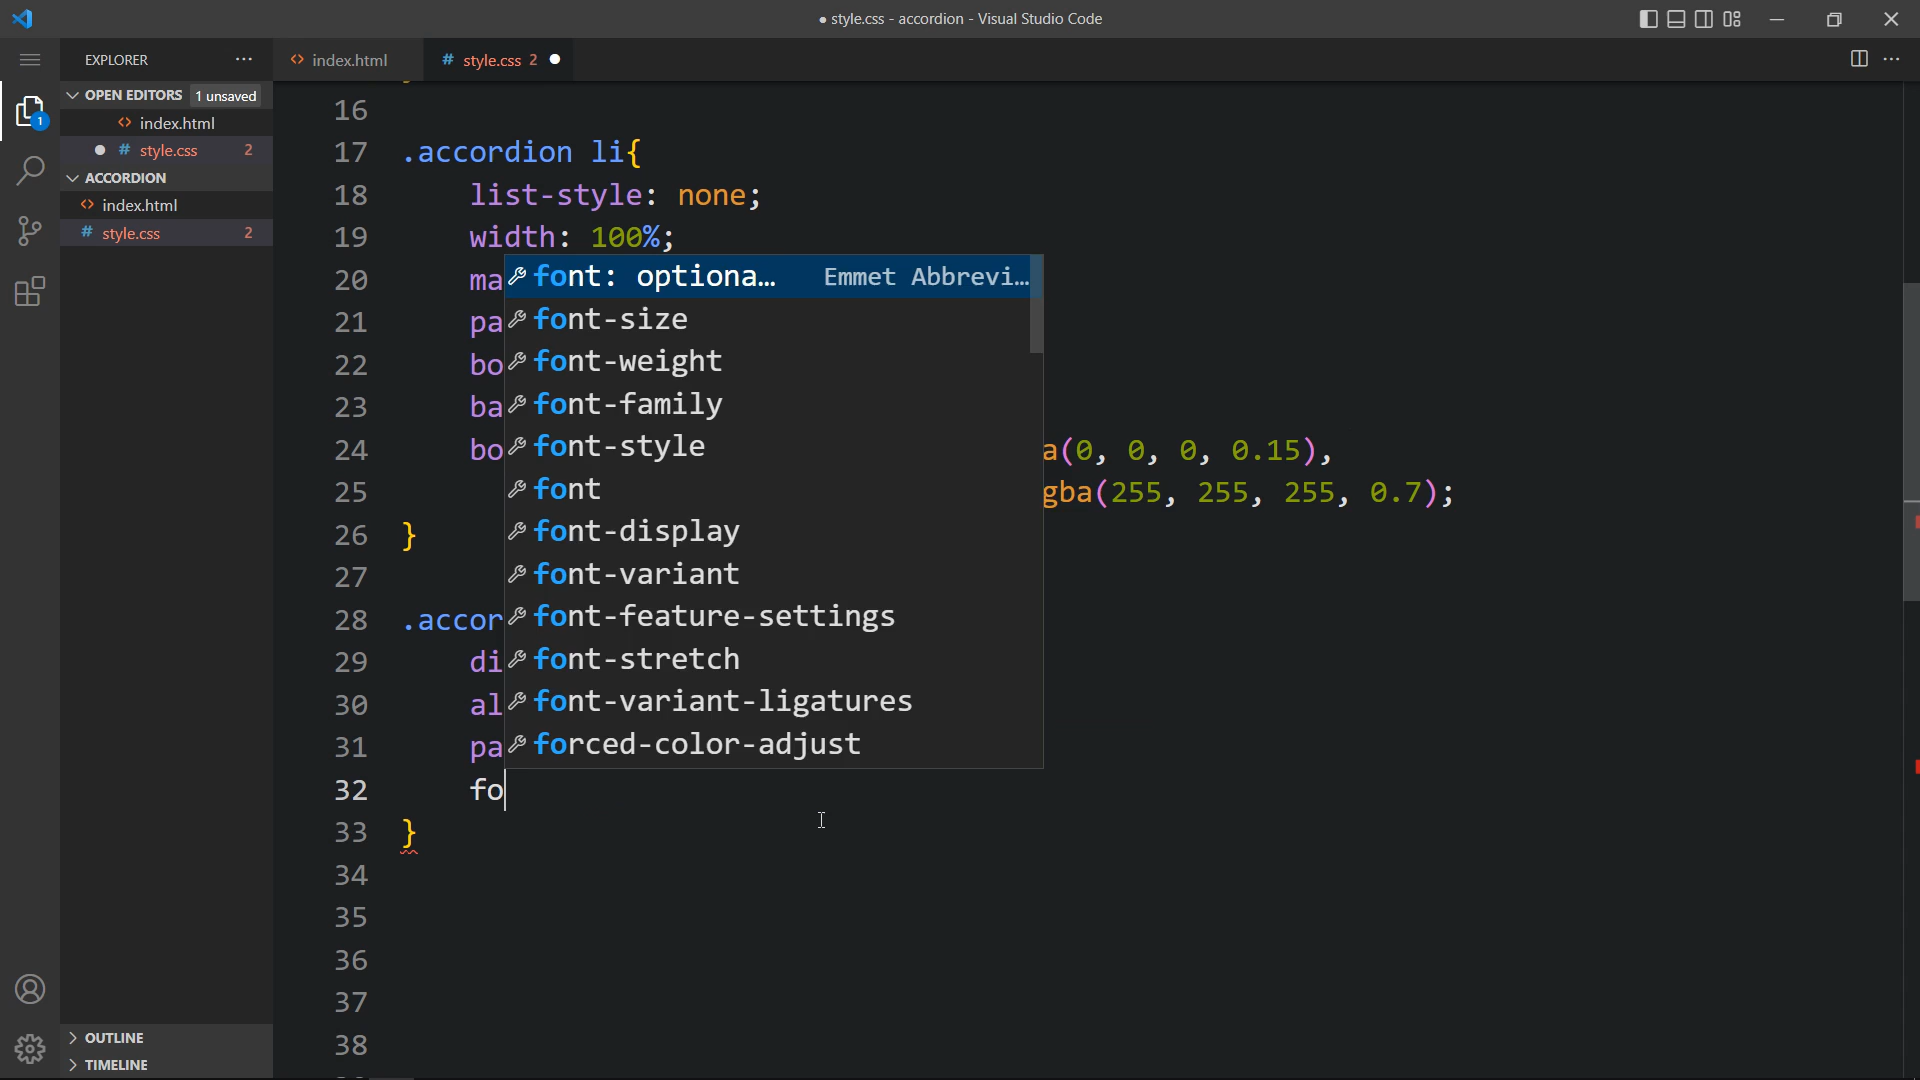 ● style.css - accordion - Visual Studio Code
EXPLORER ···
<> index.html
# style.css 2 ●
OPEN EDITORS 1 unsaved
<> index.html
● # style.css 2
ACCORDION
<> index.html
# style.css 2
OUTLINE
TIMELINE
1
16
17 .accordion li{
18 list-style: none;
19 width: 100%;
20 ma
21 pa
22 bo
23 ba
24 bo a(0, 0, 0, 0.15),
25 gba(255, 255, 255, 0.7);
26 }
27
28 .accor
29 di
30 al
31 pa
32 fo
33 }
34
35
36
37
38
font: optiona… Emmet Abbrevi…
font-size
font-weight
font-family
font-style
font
font-display
font-variant
font-feature-settings
font-stretch
font-variant-ligatures
forced-color-adjust